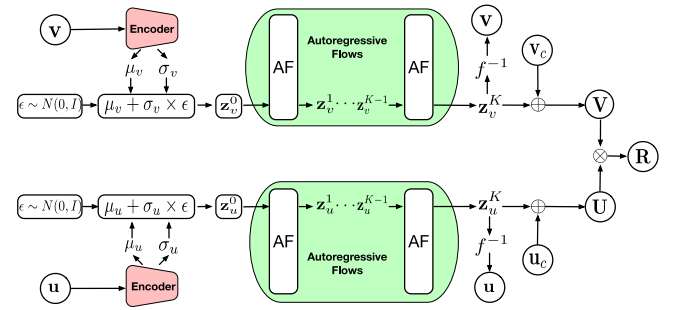 v
Encoder
μ_v σ_v
ϵ ∼ N(0, I)
μ_v + σ_v × ϵ
z_v^0
AF
Autoregressive
Flows
z_v^1 ··· z_v^{K−1}
AF
v
f^{−1}
z_v^K
v_c
⊕
V
⊗
R
ϵ ∼ N(0, I)
μ_u + σ_u × ϵ
z_u^0
AF
z_u^1 ··· z_u^{K−1}
Autoregressive
Flows
AF
z_u^K
⊕
U
μ_u σ_u
f^{−1}
u_c
u
Encoder
u